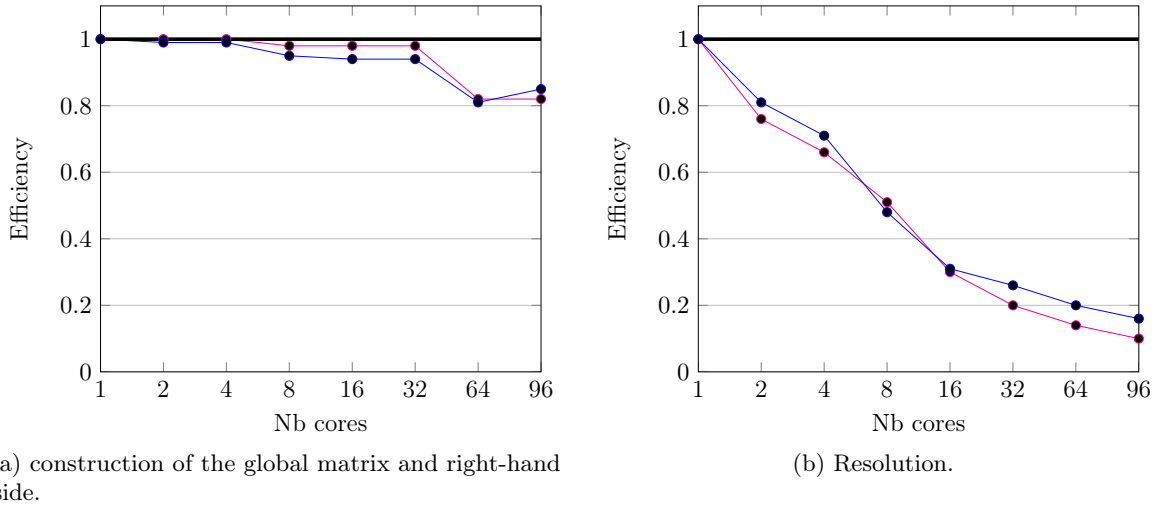 1
0.8
0.6
0.4
0.2
0
Efficiency
1 2 4 8 16 32 64 96
Nb cores
a) construction of the global matrix and right-hand
side.
1
0.8
0.6
0.4
0.2
0
Efficiency
1 2 4 8 16 32 64 96
Nb cores
(b) Resolution.